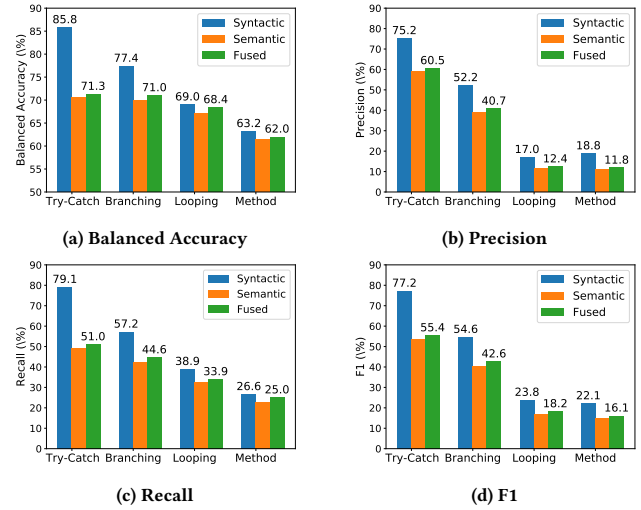 Balanced Accuracy (\%)
90
85
80
75
70
65
60
55
50
85.8
71.3
77.4
71.0
69.0
68.4
63.2
62.0
Syntactic
Semantic
Fused
Try-Catch Branching Looping Method
(a) Balanced Accuracy
Precision (\%)
90
80
70
60
50
40
30
20
10
0
75.2
60.5
52.2
40.7
17.0
12.4
18.8
11.8
Syntactic
Semantic
Fused
Try-Catch Branching Looping Method
(b) Precision
Recall (\%)
90
80
70
60
50
40
30
20
10
0
79.1
51.0
57.2
44.6
38.9
33.9
26.6
25.0
Syntactic
Semantic
Fused
Try-Catch Branching Looping Method
(c) Recall
F1 (\%)
90
80
70
60
50
40
30
20
10
0
77.2
55.4
54.6
42.6
23.8
18.2
22.1
16.1
Syntactic
Semantic
Fused
Try-Catch Branching Looping Method
(d) F1